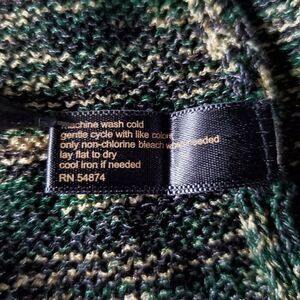 machine wash cold
gentle cycle with like colors
only non-chlorine bleach when needed
lay flat to dry
cool iron if needed
RN 54874